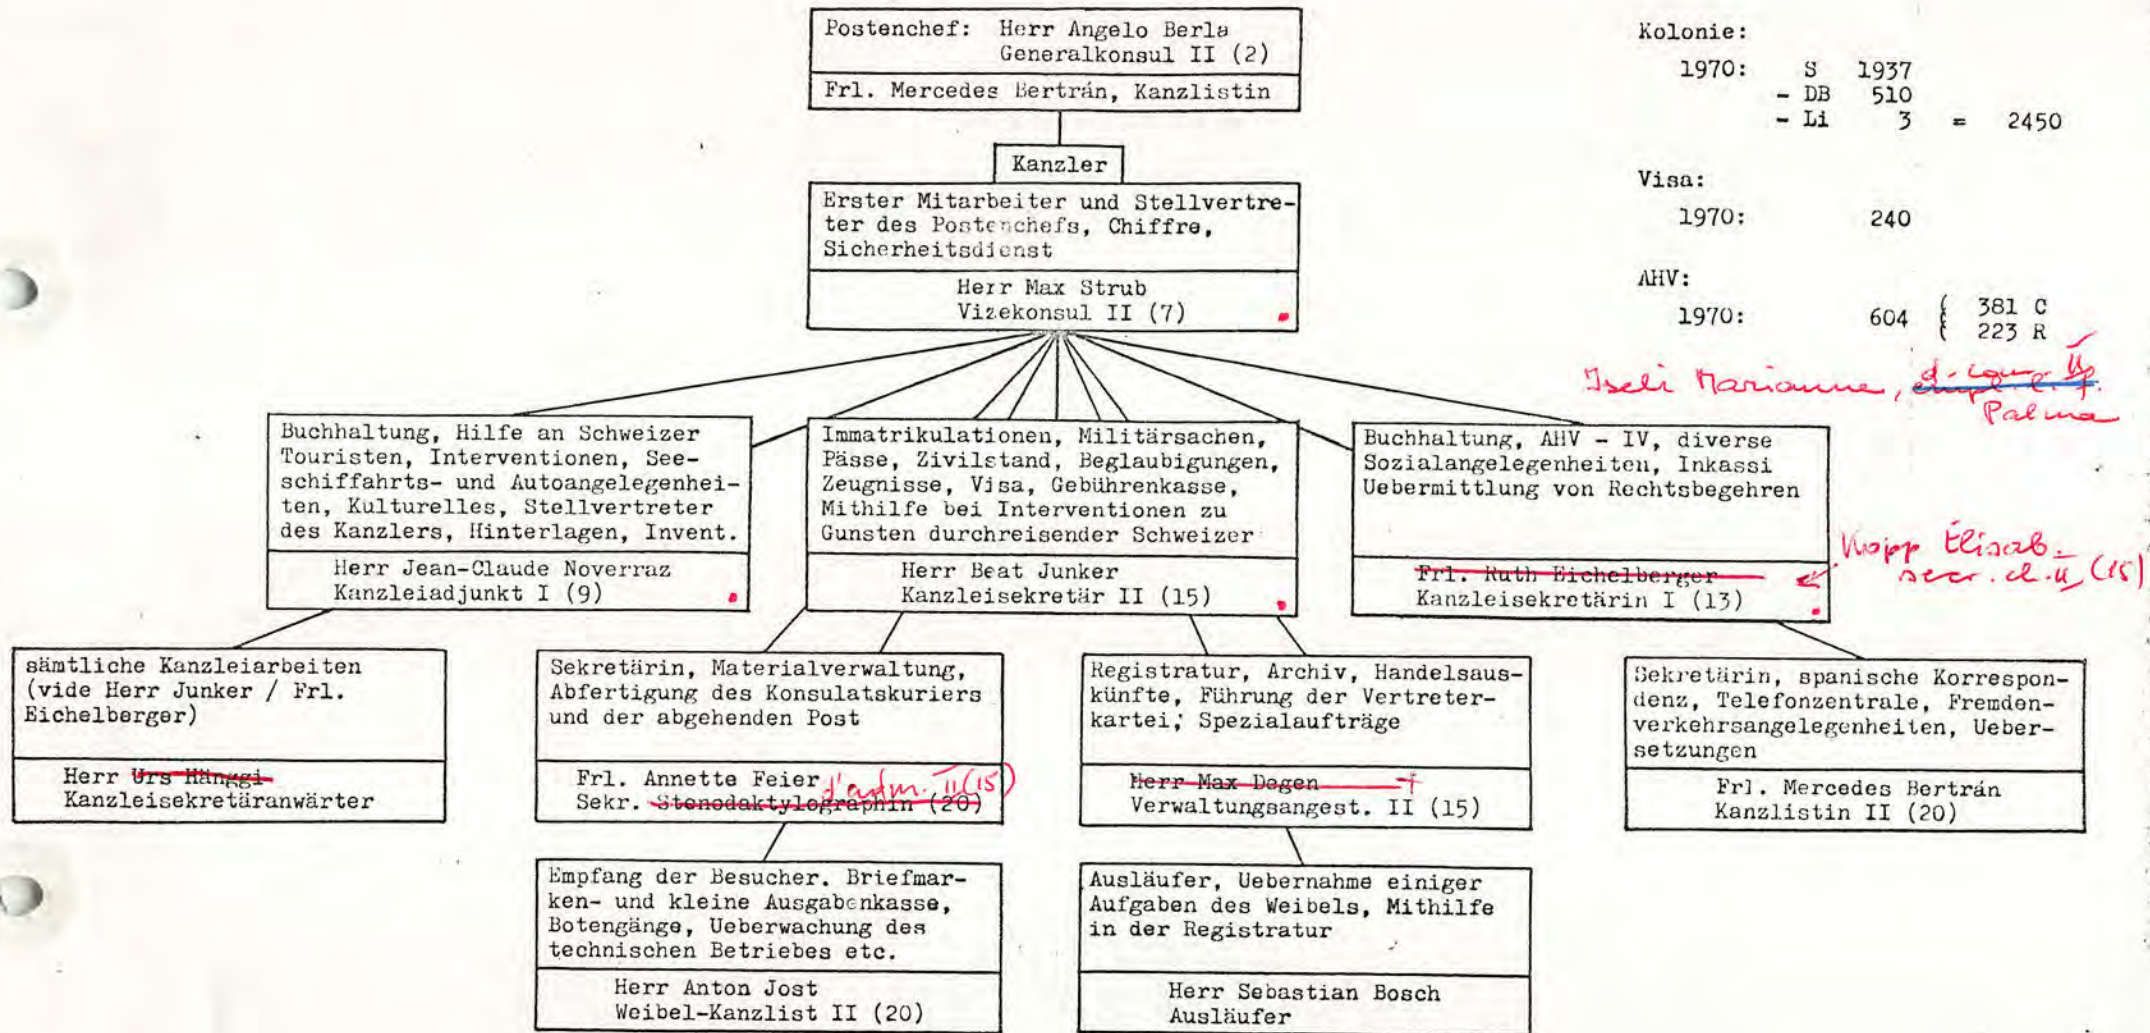 Postenchef: Herr Angelo Berla
Generalkonsul II (2)
Frl. Mercedes Bertrán, Kanzlistin
Kolonie:
1970: S 1937
- DB 510
- Li 3 = 2450
Visa:
1970: 240
AHV:
1970: 604 { 381 C
{ 223 R
Iseli Marianne,
Palma
Kanzler
Erster Mitarbeiter und Stellvertre-
ter des Postenchefs, Chiffre,
Sicherheitsdienst
Herr Max Strub
Vizekonsul II (7)
Buchhaltung, Hilfe an Schweizer
Touristen, Interventionen, See-
schiffahrts- und Autoangelegenhei-
ten, Kulturelles, Stellvertreter
des Kanzlers, Hinterlagen, Invent.
Herr Jean-Claude Noverraz
Kanzleiadjunkt I (9)
Immatrikulationen, Militärsachen,
Pässe, Zivilstand, Beglaubigungen,
Zeugnisse, Visa, Gebührenkasse,
Mithilfe bei Interventionen zu
Gunsten durchreisender Schweizer
Herr Beat Junker
Kanzleisekretär II (15)
Buchhaltung, AHV - IV, diverse
Sozialangelegenheiten, Inkassi
Uebermittlung von Rechtsbegehren
Frl. Ruth Eichelberger
Kanzleisekretärin I (13)
Kopp Élisab.
secr. ch. II (15)
sämtliche Kanzleiarbeiten
(vide Herr Junker / Frl.
Eichelberger)
Herr Urs Hänggi
Kanzleisekretäranwärter
Sekretärin, Materialverwaltung,
Abfertigung des Konsulatskuriers
und der abgehenden Post
Frl. Annette Feier
Sekr. Stenodaktylographin (20)
d'adm. II (15)
Registratur, Archiv, Handelsaus-
künfte, Führung der Vertreter-
kartei, Spezialaufträge
Herr Max Degen
Verwaltungsangest. II (15)
Sekretärin, spanische Korrespon-
denz, Telefonzentrale, Fremden-
verkehrsangelegenheiten, Ueber-
setzungen
Frl. Mercedes Bertrán
Kanzlistin II (20)
Empfang der Besucher. Briefmar-
ken- und kleine Ausgabenkasse,
Botengänge, Ueberwachung des
technischen Betriebes etc.
Herr Anton Jost
Weibel-Kanzlist II (20)
Ausläufer, Uebernahme einiger
Aufgaben des Weibels, Mithilfe
in der Registratur
Herr Sebastian Bosch
Ausläufer